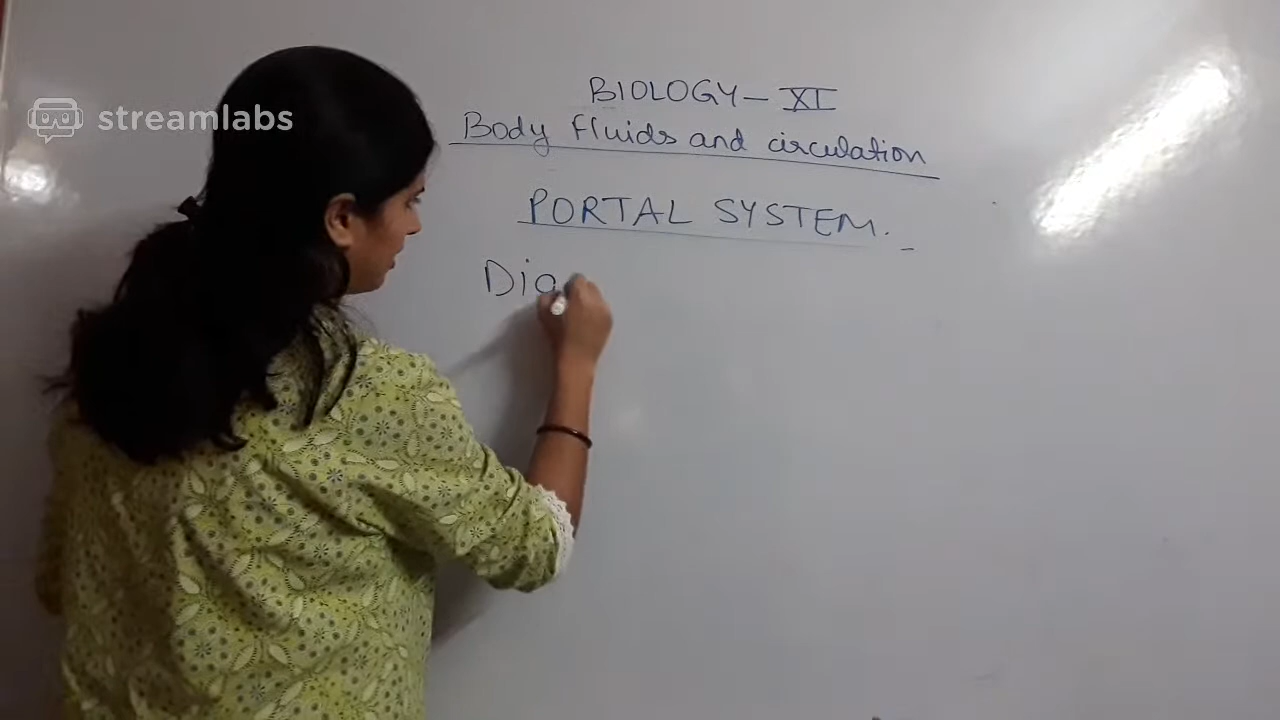 streamlabs
BIOLOGY - XI
Body fluids and circulation
PORTAL SYSTEM.
Dia